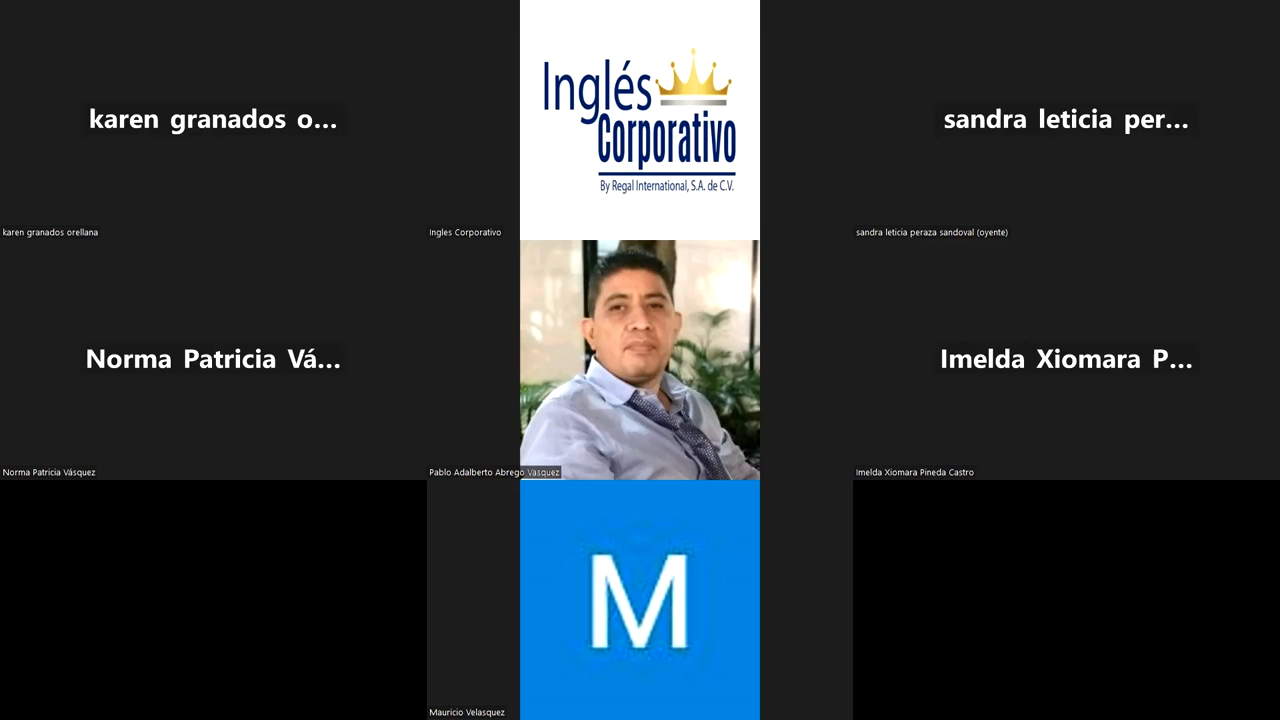 karen granados o...
karen granados orellana
Inglés
Corporativo
By Regal International, S.A. de C.V.
Ingles Corporativo
sandra leticia per...
sandra leticia peraza sandoval (oyente)
Norma Patricia Vá...
Norma Patricia Vásquez
Pablo Adalberto Abrego Vasquez
Imelda Xiomara P...
Imelda Xiomara Pineda Castro
M
Mauricio Velasquez